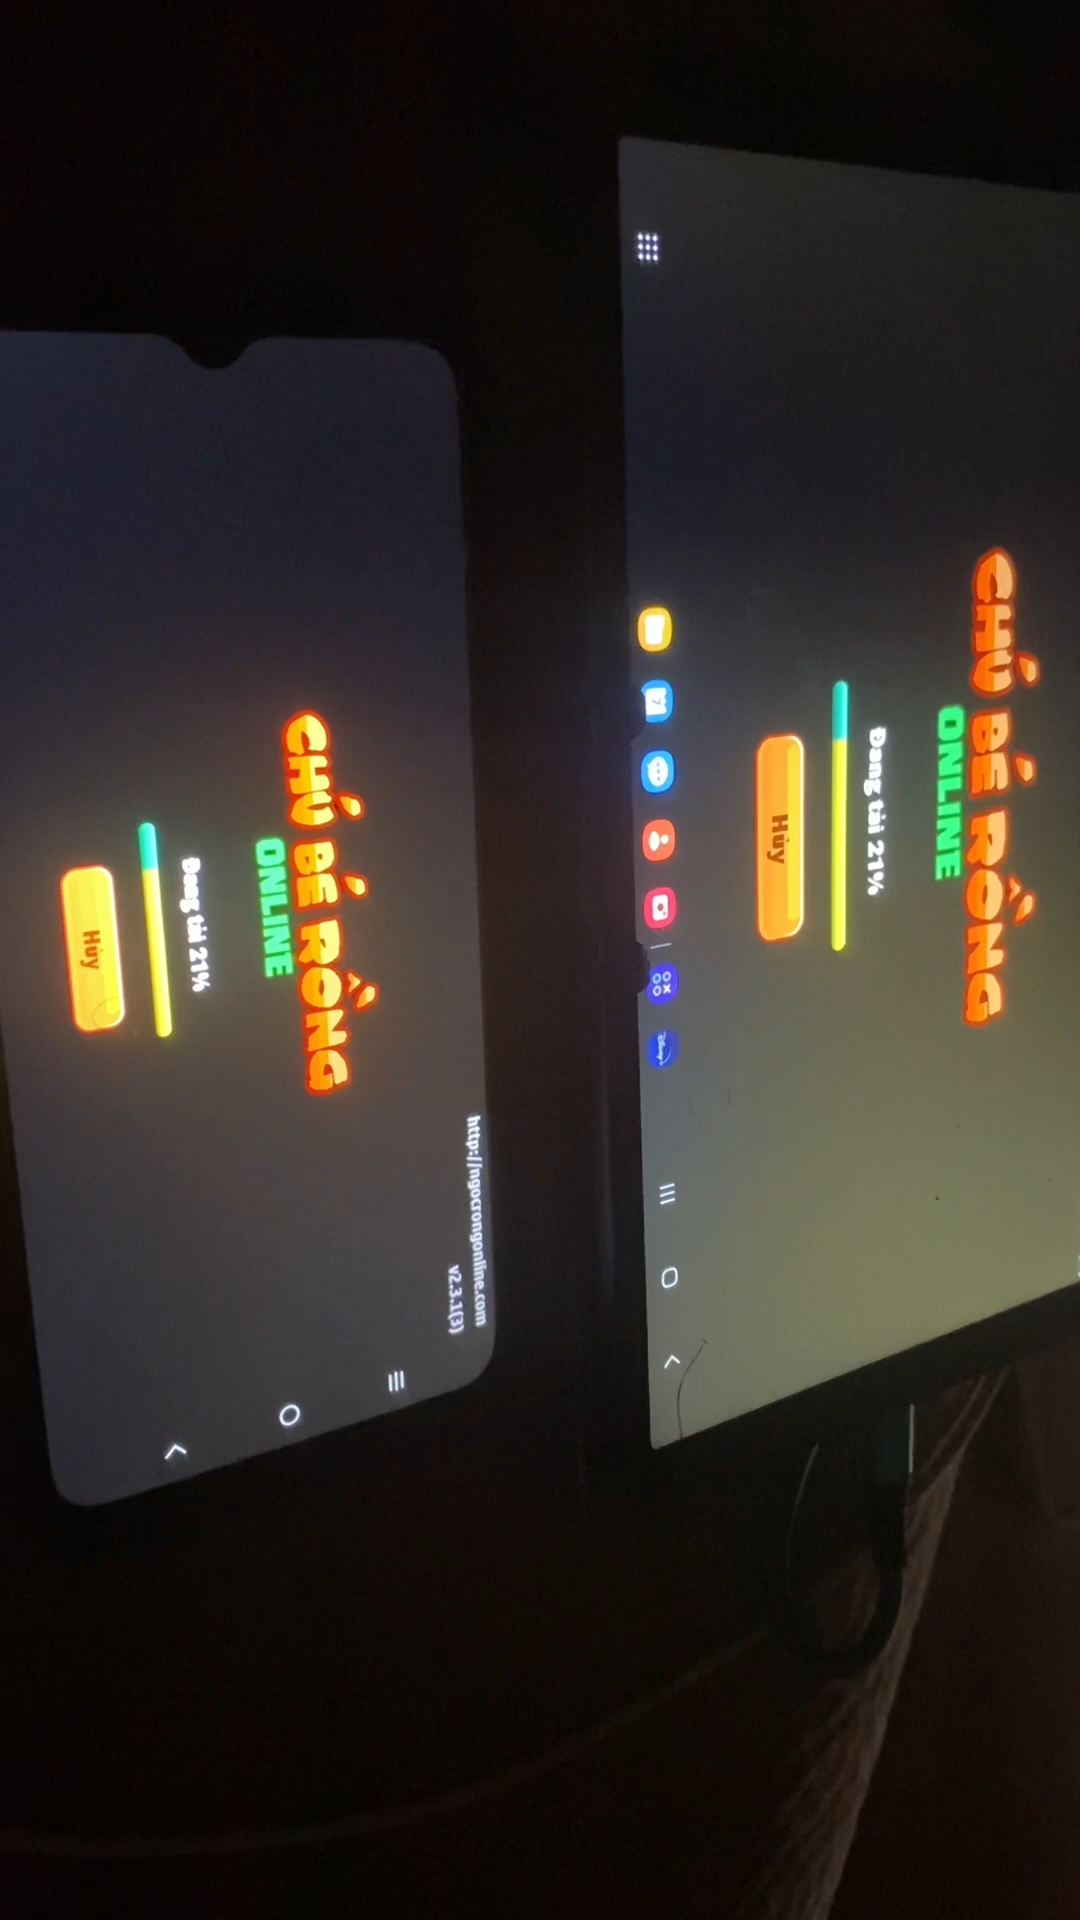 http://ngocrongonline.com
v2.3.1(3)
CHÚ BÉ RỒNG
ONLINE
Đang tải 21%
Hủy
CHÚ BÉ RỒNG
ONLINE
Đang tải 21%
Hủy